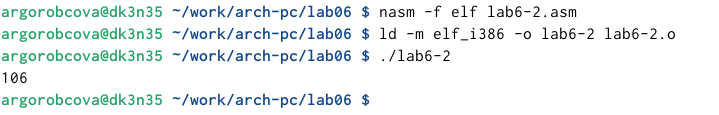 argorobcova@dk3n35 ~/work/arch-pc/lab06 $ nasm -f elf lab6-2.asm
argorobcova@dk3n35 ~/work/arch-pc/lab06 $ ld -m elf_i386 -o lab6-2 lab6-2.o
argorobcova@dk3n35 ~/work/arch-pc/lab06 $ ./lab6-2
106
argorobcova@dk3n35 ~/work/arch-pc/lab06 $